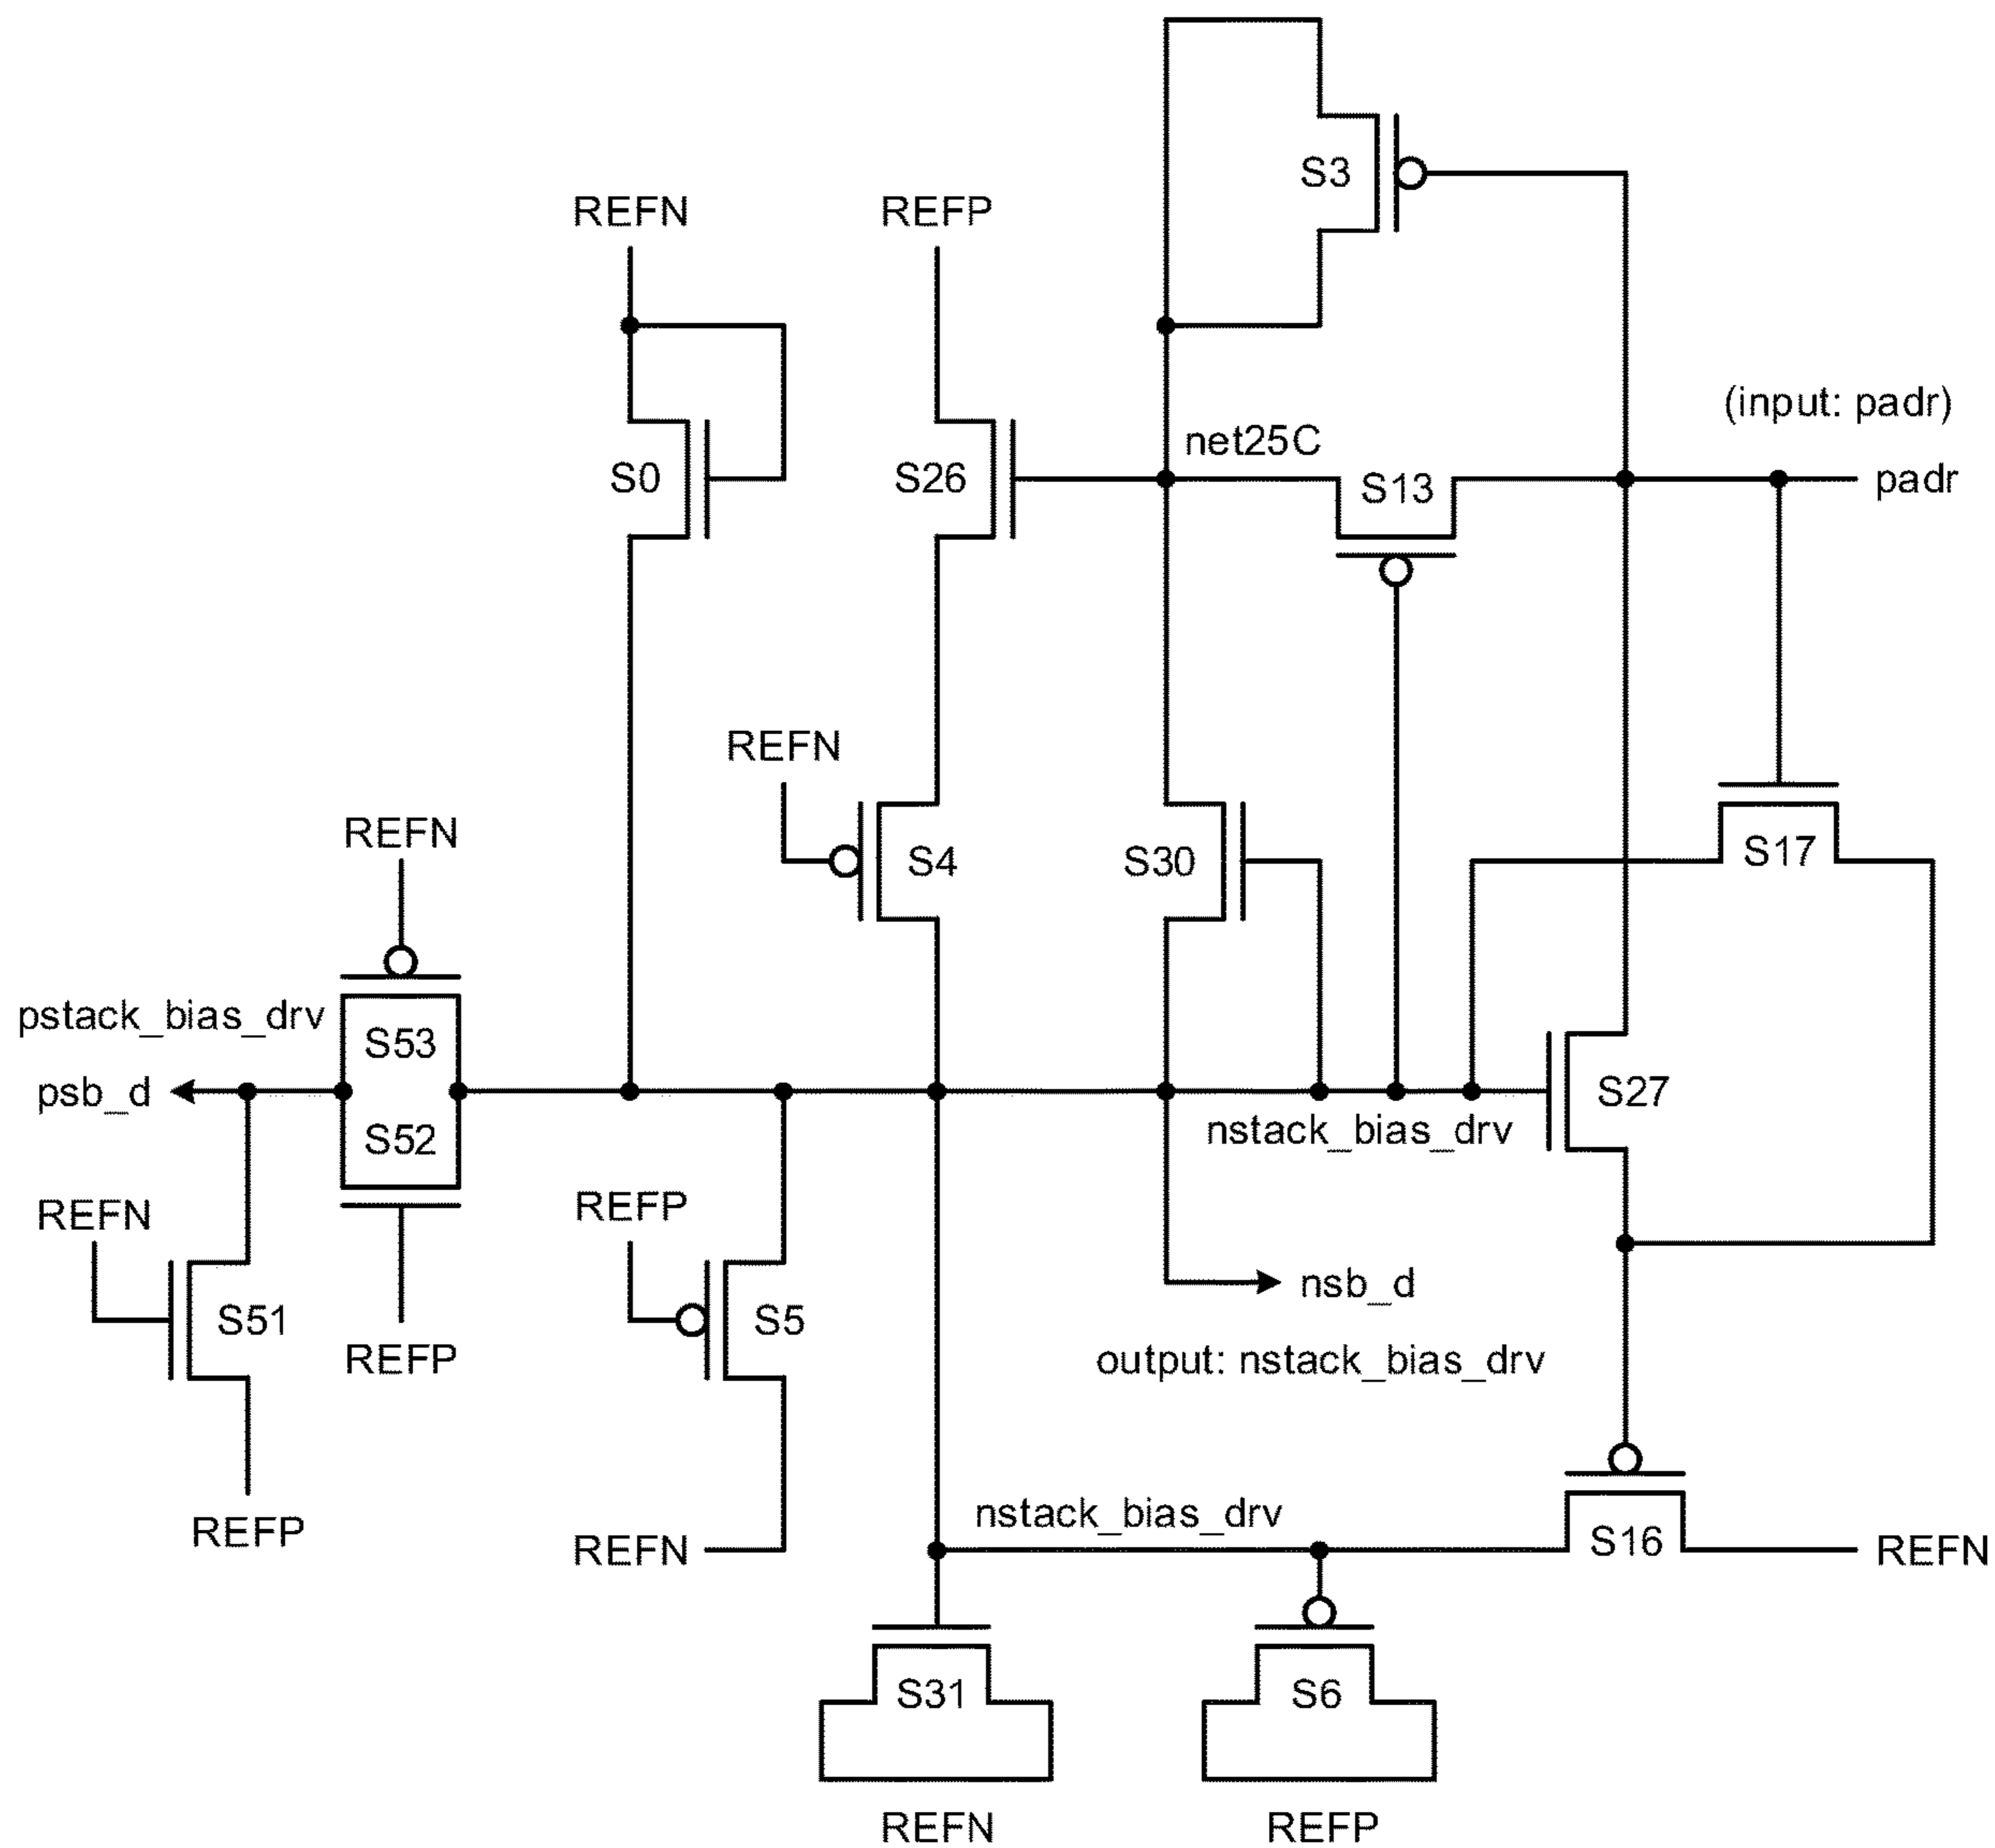 S3
REFN
REFP
(input: padr)
net25C
S0
S26
S13
padr
REFN
REFN
S4
S30
S17
pstack_bias_drv
S53
psb_d
S27
S52
nstack_bias_drv
REFN
REFP
nsb_d
S51
S5
REFP
output: nstack_bias_drv
nstack_bias_drv
REFP
REFN
S16
REFN
S31
S6
REFN
REFP